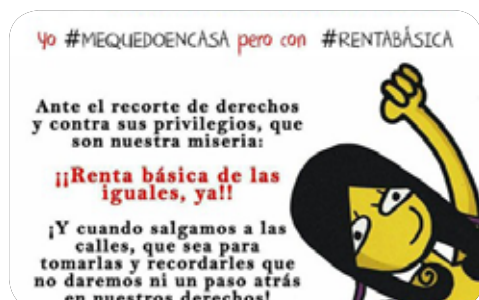 Yo #MEQUEDOENCASA pero con #RENTABÁSICA
Ante el recorte de derechos
y contra sus privilegios, que
son nuestra miseria:
¡¡Renta básica de las
iguales, ya!!
¡Y cuando salgamos a las
calles, que sea para
tomarlas y recordarles que
no daremos ni un paso atrás
en nuestros derechos!